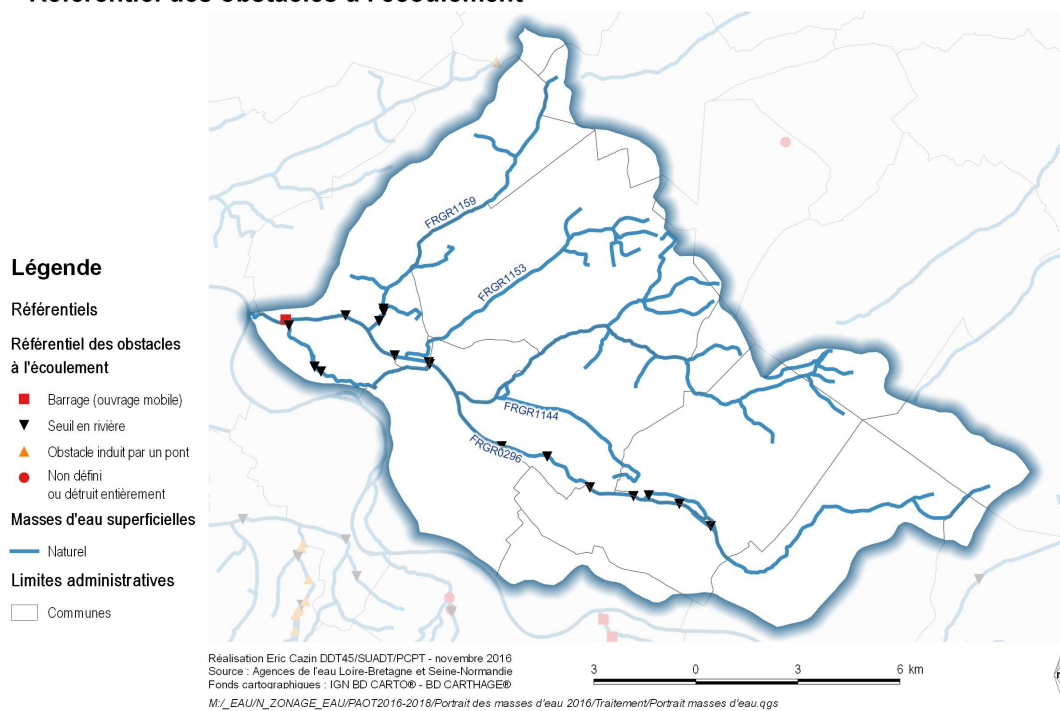 Référentiel des obstacles à l'écoulement
Légende
Référentiels
Référentiel des obstacles
à l'écoulement
Barrage (ouvrage mobile)
Seuil en rivière
Obstacle induit par un pont
Non défini
ou détruit entièrement
Masses d'eau superficielles
Naturel
Limites administratives
Communes
FRGR1159
FRGR1153
FRGR1144
FRGR0296
Réalisation Eric Cazin DDT45/SUADT/PCPT - novembre 2016
Source : Agences de l'eau Loire-Bretagne et Seine-Normandie
Fonds cartographiques : IGN BD CARTO® - BD CARTHAGE®
M:/_EAU/N_ZONAGE_EAU/PAOT2016-2018/Portrait des masses d'eau 2016/Traitement/Portrait masses d'eau.qgs
3 0 3 6 km